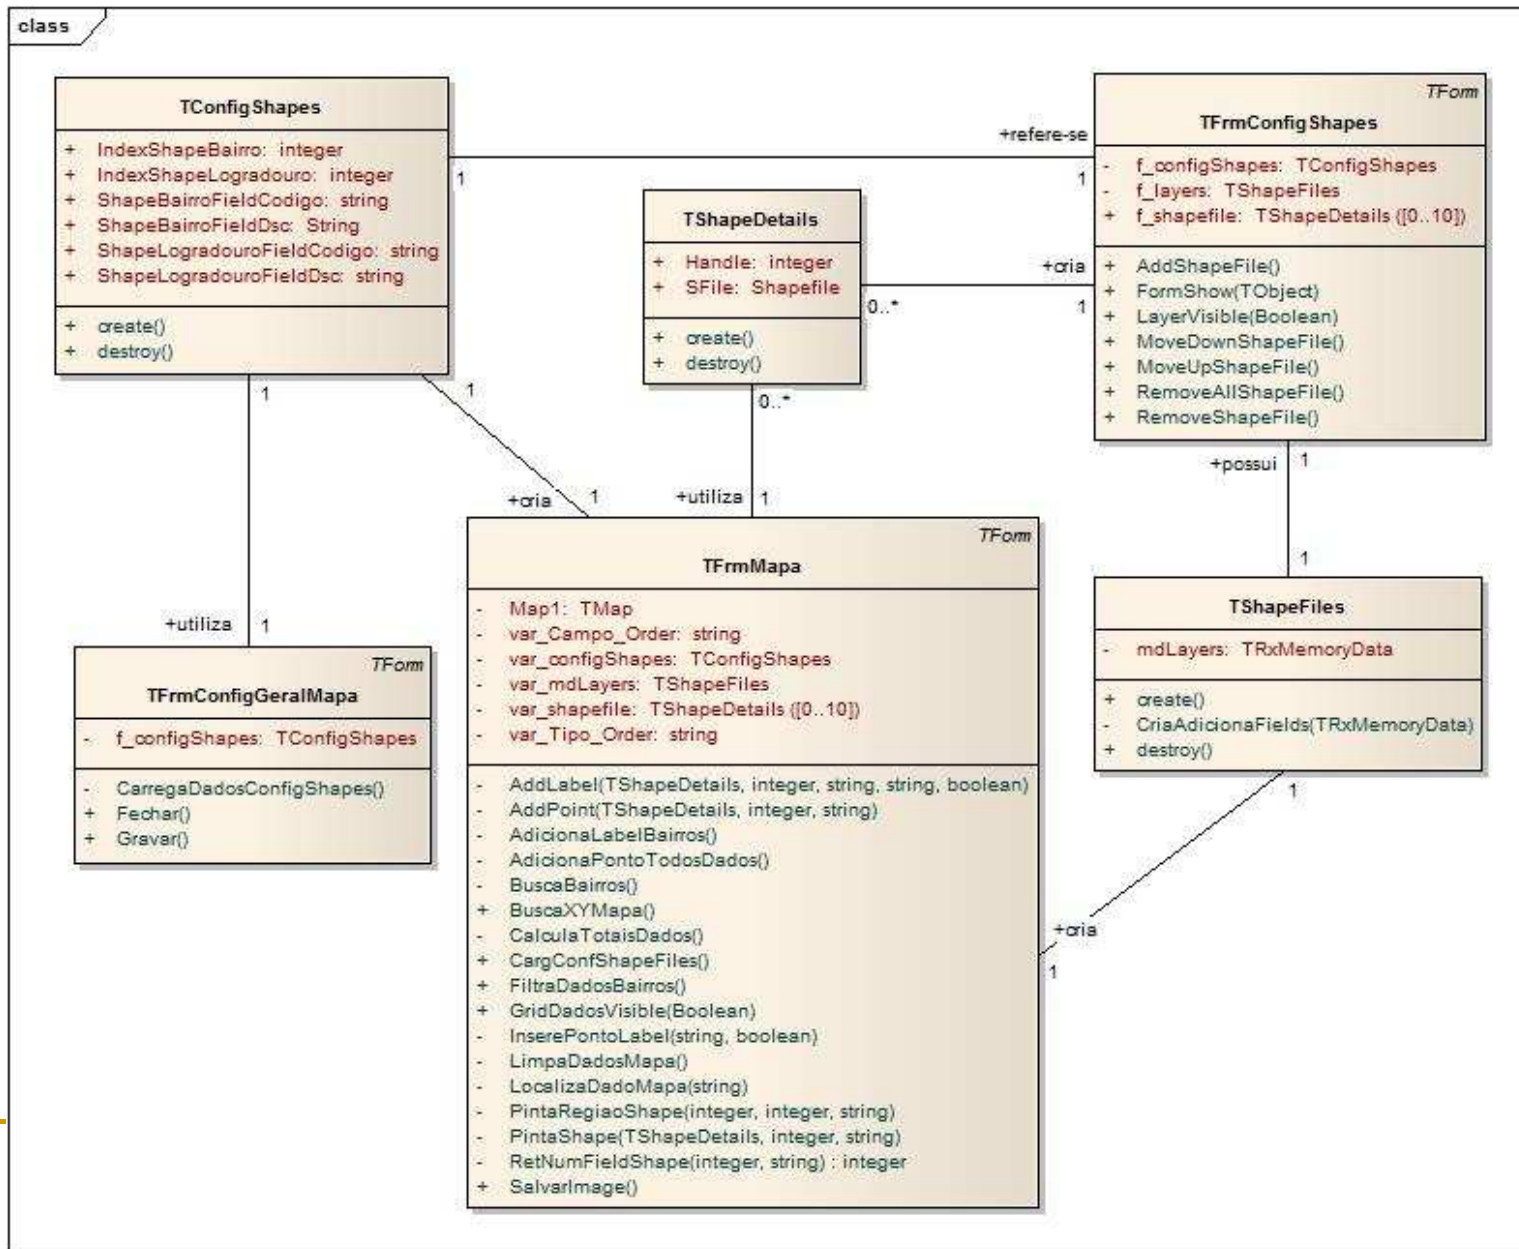 class
TConfigShapes
+ IndexShapeBairro: integer
+ IndexShapeLogradouro: integer
+ ShapeBairroFieldCodigo: string
+ ShapeBairroFieldDsc: String
+ ShapeLogradouroFieldCodigo: string
+ ShapeLogradouroFieldDsc: string
+ create()
+ destroy()
TForm
TFrmConfigShapes
- f_configShapes: TConfigShapes
- f_layers: TShapeFiles
+ f_shapefile: TShapeDetails ([0..10])
+ AddShapeFile()
+ FormShow(TObject)
+ LayerVisible(Boolean)
+ MoveDownShapeFile()
+ MoveUpShapeFile()
+ RemoveAllShapeFile()
+ RemoveShapeFile()
+refere-se
1
1
TShapeDetails
+ Handle: integer
+ SFile: Shapefile
+ create()
+ destroy()
+cria
0..*
1
1
1
0..*
+possui
1
+cria
1
+utiliza
1
1
+utiliza
1
TForm
TFrmConfigGeralMapa
- f_configShapes: TConfigShapes
- CarregaDadosConfigShapes()
+ Fechar()
+ Gravar()
TForm
TFrmMapa
- Map1: TMap
- var_Campo_Order: string
- var_configShapes: TConfigShapes
- var_mdLayers: TShapeFiles
- var_shapefile: TShapeDetails ([0..10])
- var_Tipo_Order: string
- AddLabel(TShapeDetails, integer, string, string, boolean)
- AddPoint(TShapeDetails, integer, string)
- AdicionaLabelBairros()
- AdicionaPontoTodosDados()
- BuscaBairros()
+ BuscaXYMapa()
- CalculaTotaisDados()
+ CargConfShapeFiles()
+ FiltraDadosBairros()
+ GridDadosVisible(Boolean)
- InserePontoLabel(string, boolean)
- LimpaDadosMapa()
- LocalizaDadoMapa(string)
- PintaRegiaoShape(integer, integer, string)
- PintaShape(TShapeDetails, integer, string)
- RetNumFieldShape(integer, string) : integer
+ SalvarImage()
TShapeFiles
- mdLayers: TRxMemoryData
+ create()
- CriaAdicionaFields(TRxMemoryData)
+ destroy()
1
+cria
1